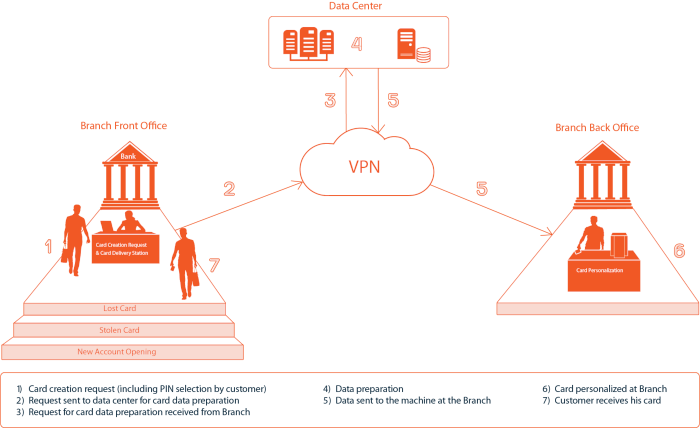 Data Center
4
3
5
Branch Front Office
Branch Back Office
Bank
VPN
2
5
1
Card Creation Request
& Card Delivery Station
7
6
Card Personalization
Lost Card
Stolen Card
New Account Opening
1) Card creation request (including PIN selection by customer)
2) Request sent to data center for card data preparation
3) Request for card data preparation received from Branch
4) Data preparation
5) Data sent to the machine at the Branch
6) Card personalized at Branch
7) Customer receives his card